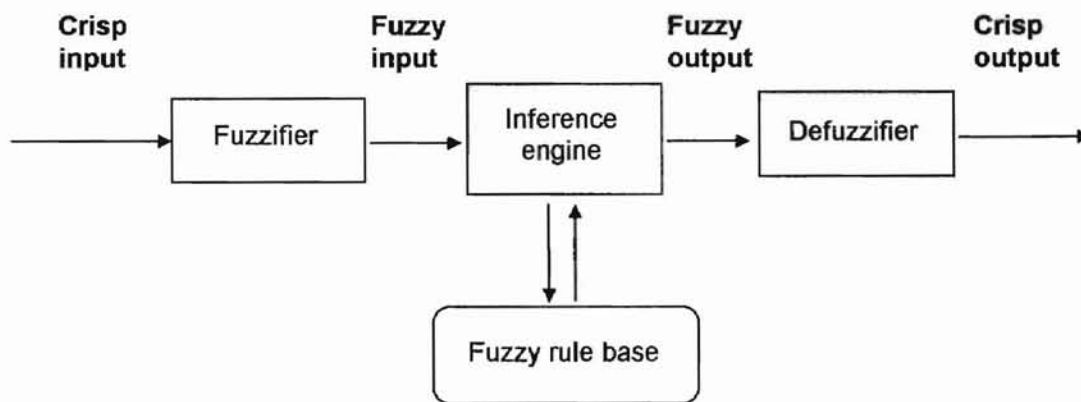 Crisp
input
Fuzzy
input
Fuzzy
output
Crisp
output
Fuzzifier
Inference
engine
Defuzzifier
Fuzzy rule base